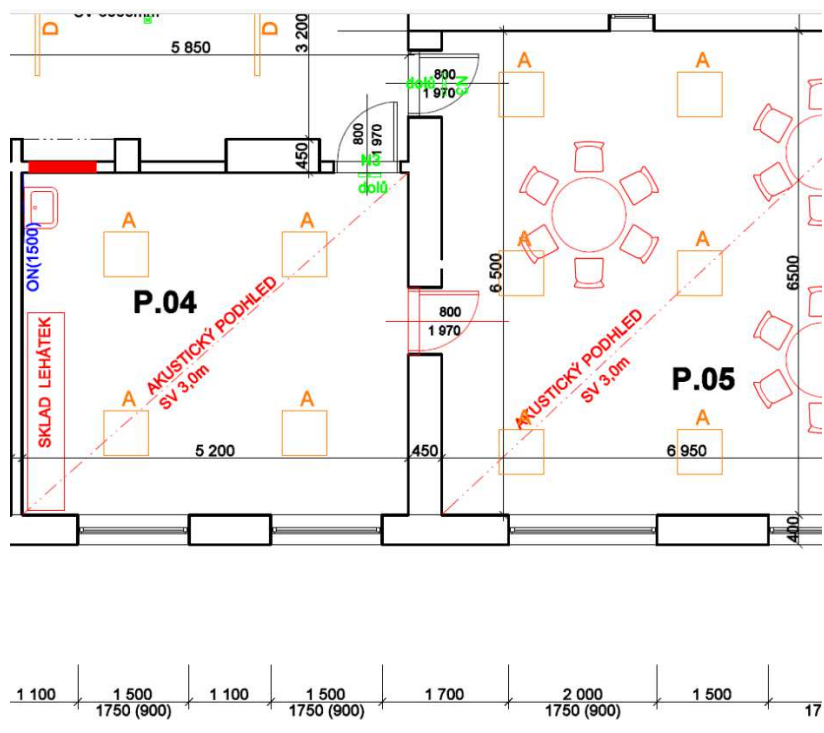 D
D
5 850
3 200
A
A
800
dolů
N3
1 970
800
1 970
450
N3
dolů
ON(1500)
A
A
A
A
P.04
AKUSTICKÝ PODHLED
SV 3,0m
6 500
6500
800
1 970
SKLAD LEHÁTEK
AKUSTICKÝ PODHLED
SV 3,0m
P.05
A
A
A
A
5 200
450
6 950
400
1 100
1 500
1 100
1 500
1 700
2 000
1 500
17
1750 (900)
1750 (900)
1750 (900)